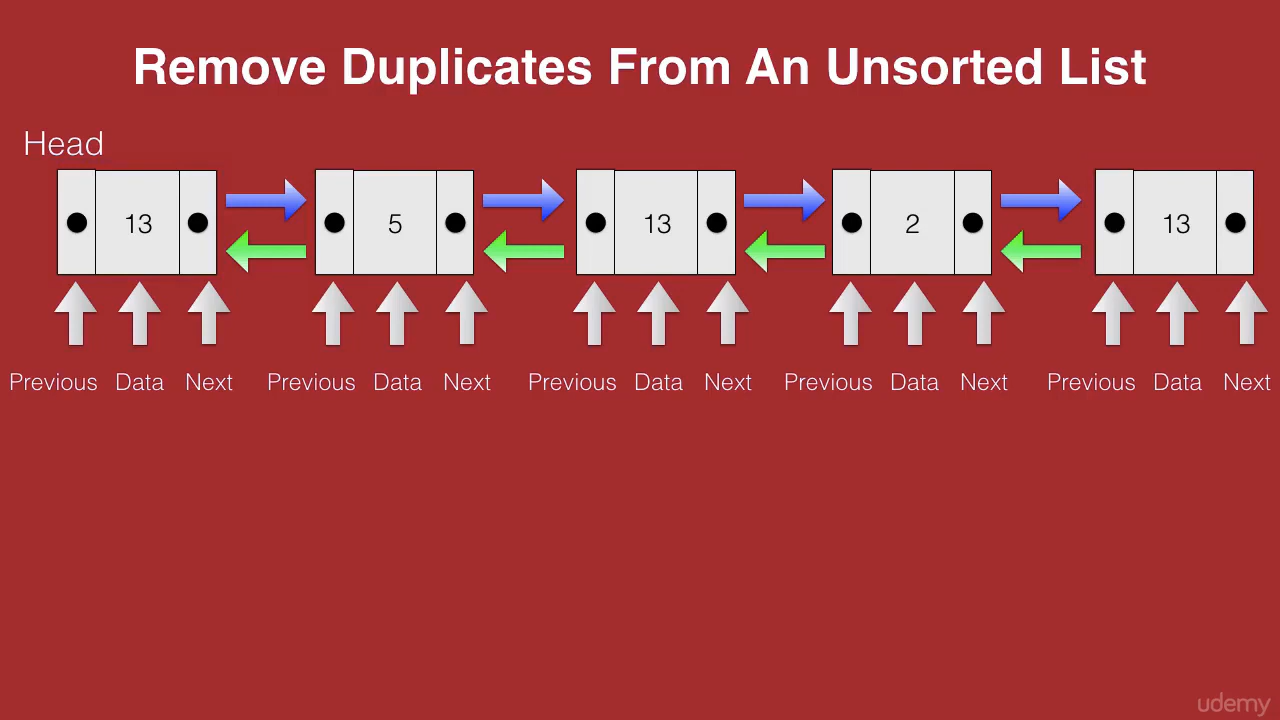 Remove Duplicates From An Unsorted List
Head
13 5 13 2 13
Previous Data Next Previous Data Next Previous Data Next Previous Data Next Previous Data Next
udemy